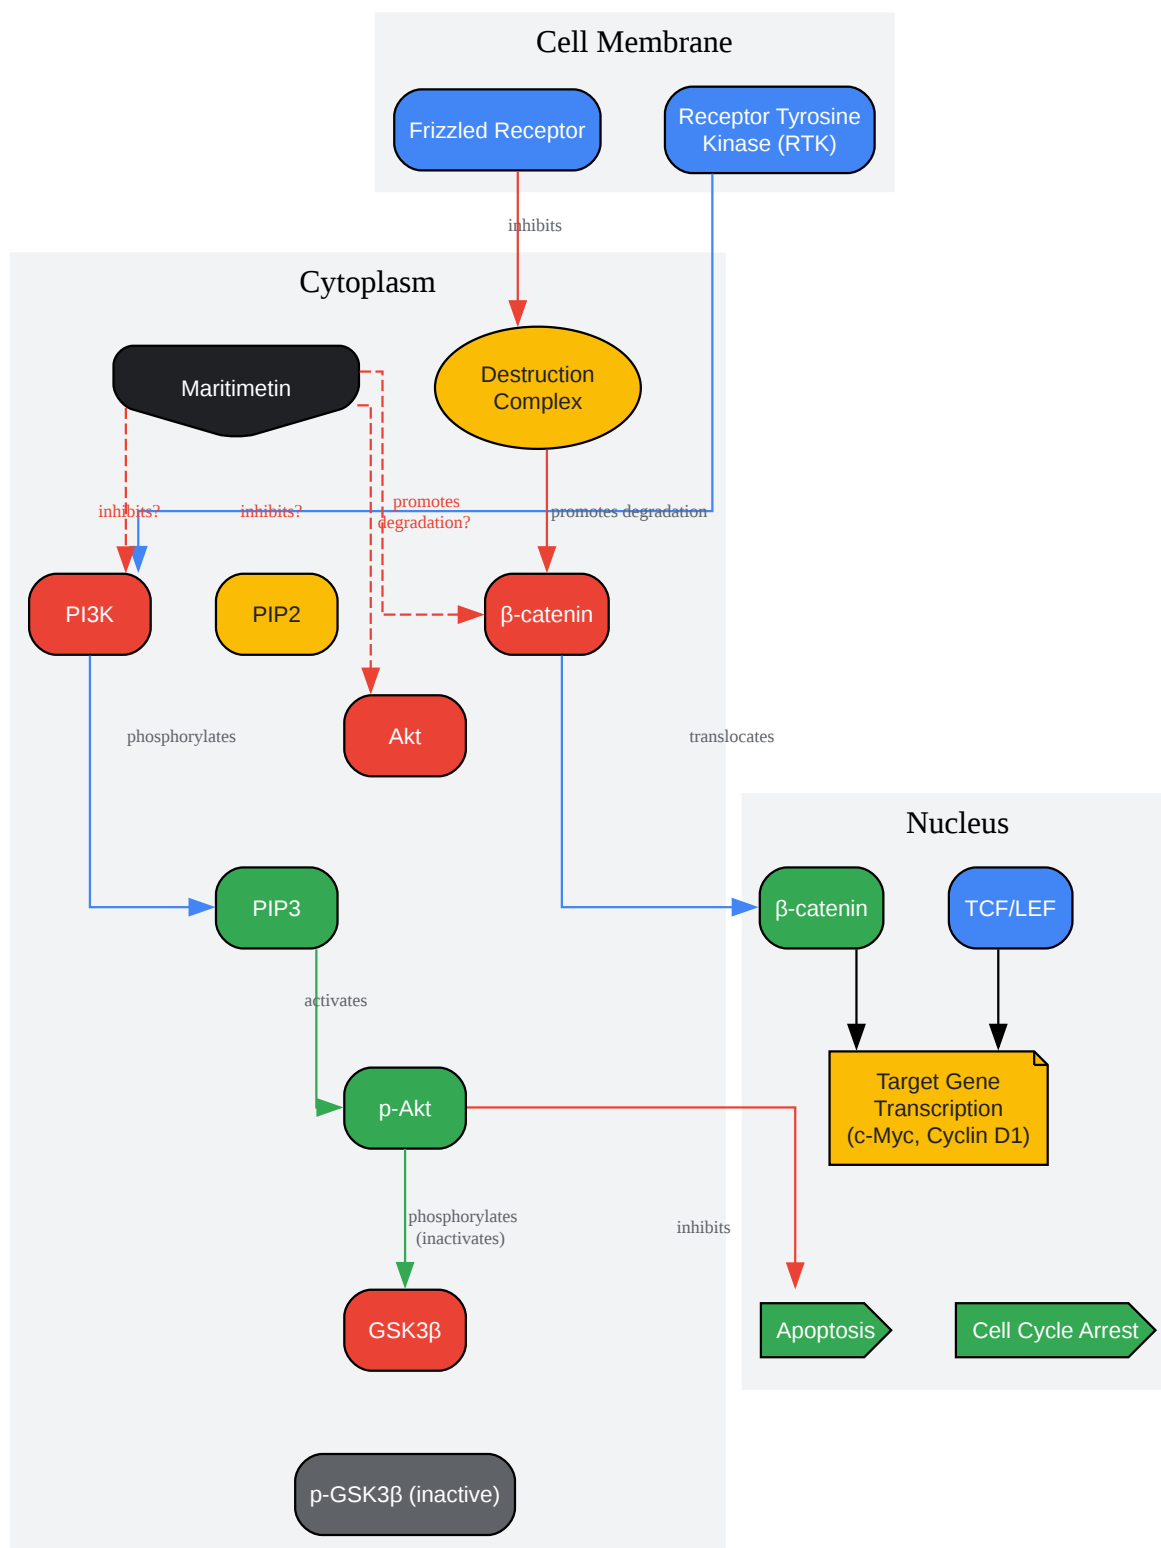 Cell Membrane
Frizzled Receptor
Receptor Tyrosine
Kinase (RTK)
inhibits
Cytoplasm
Maritimetin
Destruction
Complex
inhibits?
inhibits?
promotes
degradation?
promotes degradation
PI3K
PIP2
β-catenin
phosphorylates
Akt
translocates
Nucleus
PIP3
β-catenin
TCF/LEF
activates
p-Akt
Target Gene
Transcription
(c-Myc, Cyclin D1)
phosphorylates
(inactivates)
inhibits
GSK3β
Apoptosis
Cell Cycle Arrest
p-GSK3β (inactive)